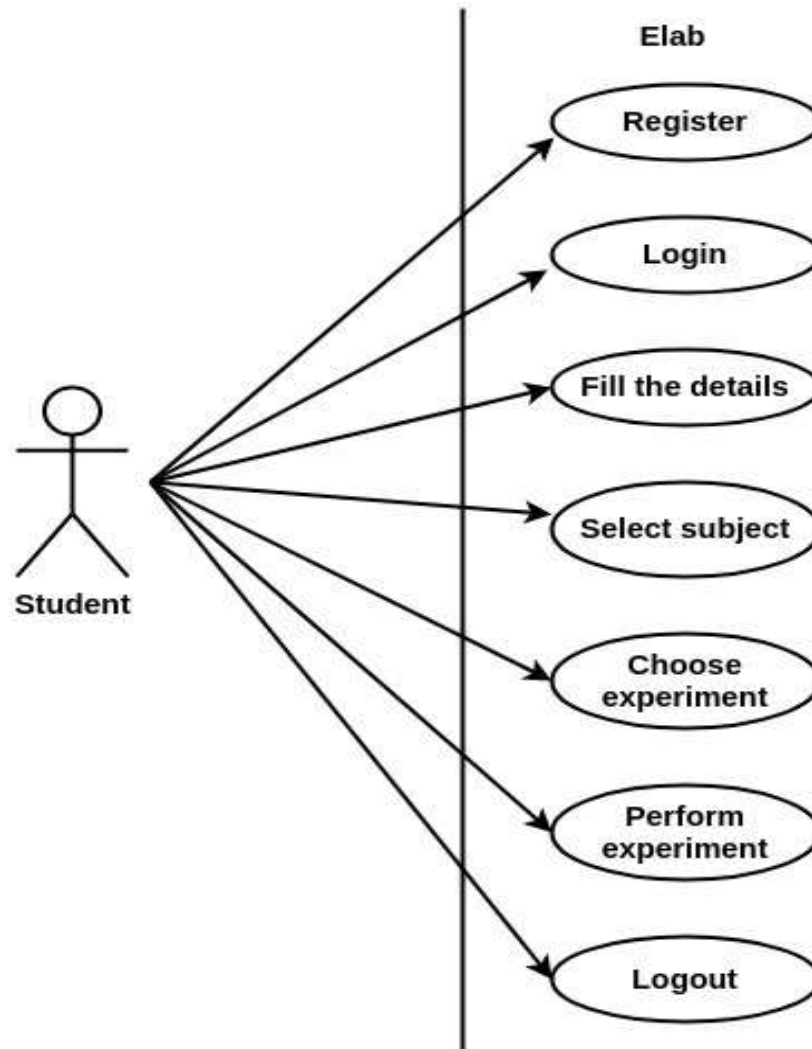 Elab
Register
Login
Fill the details
Select subject
Student
Choose
experiment
Perform
experiment
Logout